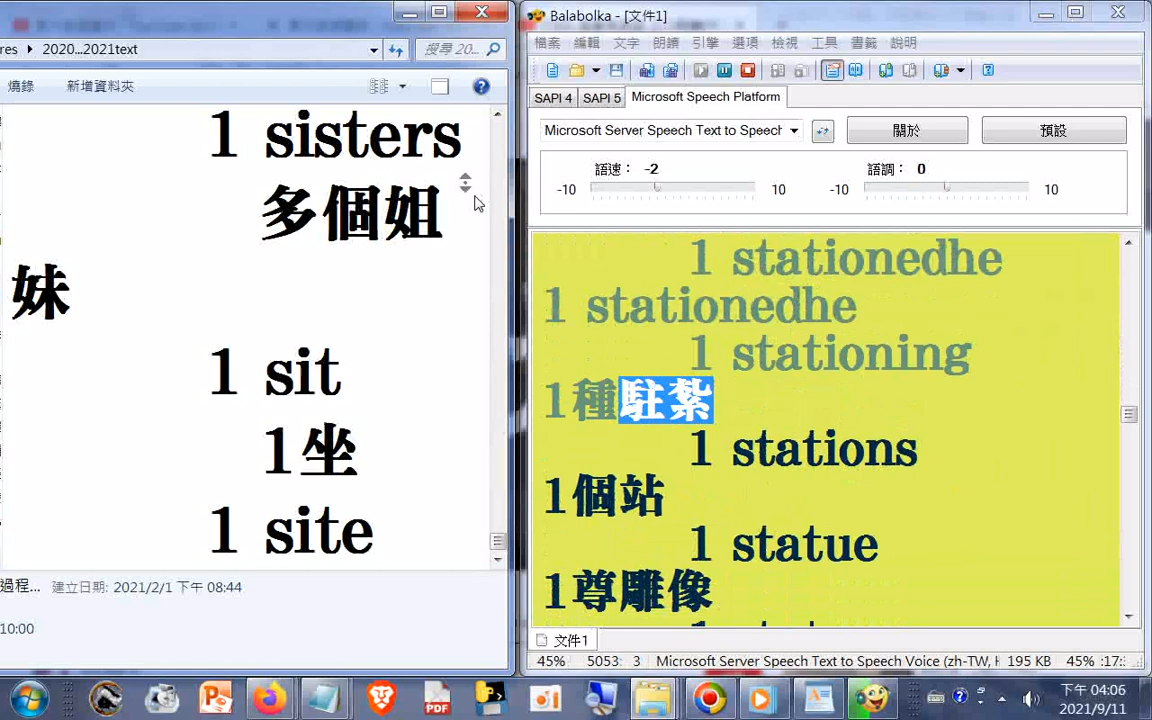 res ▸ 2020...2021text
搜尋 20...
燒錄 新增資料夾
1 sisters
多個姐
妹
1 sit
1坐
1 site
過程... 建立日期: 2021/2/1 下午 08:44
10:00
Balabolka - [文件1]
檔案 編輯 文字 朗讀 引擎 選項 檢視 工具 書籤 說明
SAPI 4 SAPI 5 Microsoft Speech Platform
Microsoft Server Speech Text to Speech 關於 預設
語速： -2 語調： 0
-10 10 -10 10
1 stationedhe
1 stationedhe
1 stationing
1種駐紮
1 stations
1個站
1 statue
1尊雕像
文件1
45% 5053: 3 Microsoft Server Speech Text to Speech Voice (zh-TW, 195 KB 45%
PDF
下午 04:06
2021/9/11